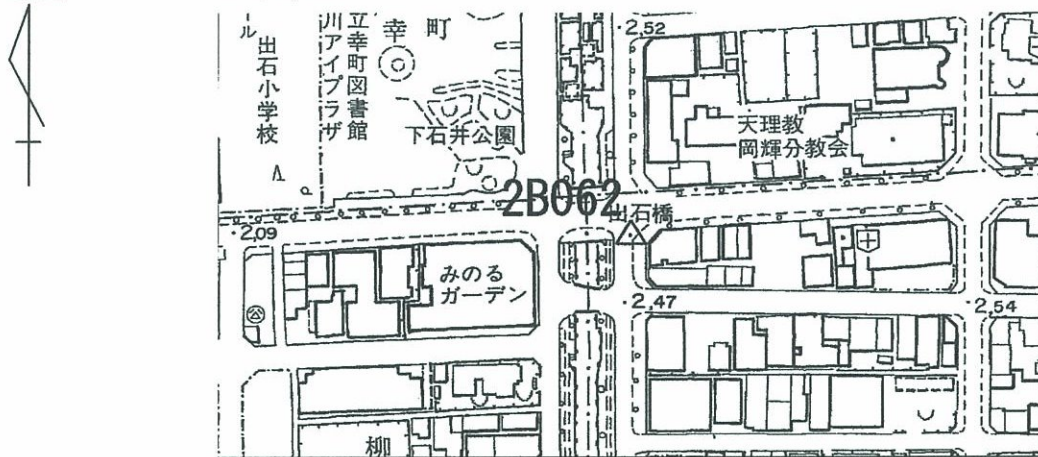 ル
出石小学校
川アイプラザ
立幸町図書館
幸町
下石井公園
2.52
天理教
岡輝分教会
2B062
出石橋
2.09
みのる
ガーデン
2.47
2.54
公
柳